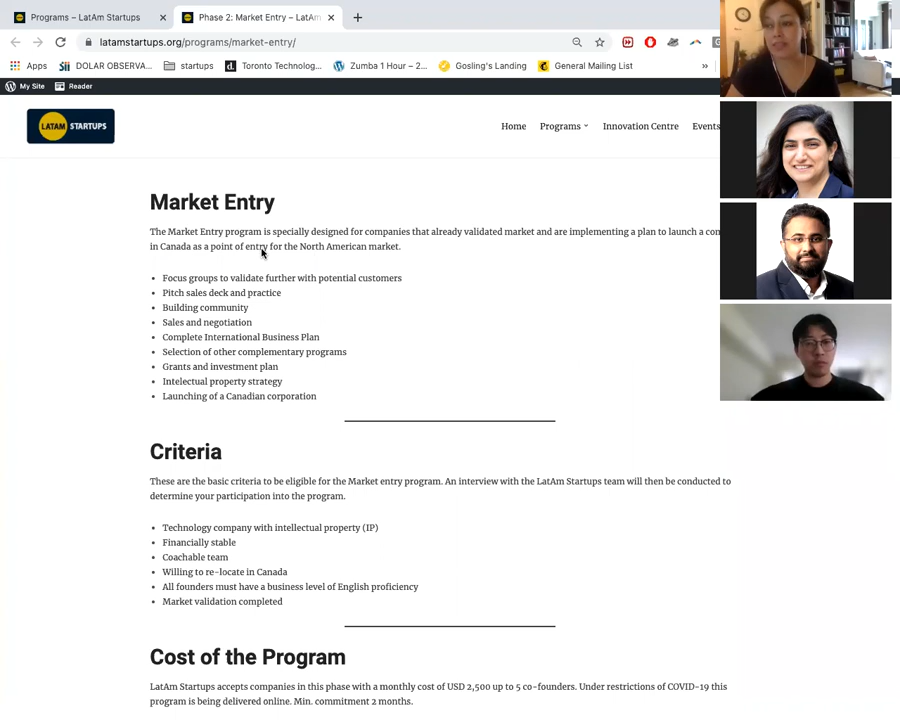 Programs – LatAm Startups
Phase 2: Market Entry – LatAm
latamstartups.org/programs/market-entry/
Apps
DOLAR OBSERVA...
startups
Toronto Technolog...
Zumba 1 Hour – 2...
Gosling's Landing
General Mailing List
»
My Site
Reader
LATAM STARTUPS
Home
Programs
Innovation Centre
Events
Market Entry
The Market Entry program is specially designed for companies that already validated market and are implementing a plan to launch a
in Canada as a point of entry for the North American market.
• Focus groups to validate further with potential customers
• Pitch sales deck and practice
• Building community
• Sales and negotiation
• Complete International Business Plan
• Selection of other complementary programs
• Grants and investment plan
• Intelectual property strategy
• Launching of a Canadian corporation
Criteria
These are the basic criteria to be eligible for the Market entry program. An interview with the LatAm Startups team will then be conducted to
determine your participation into the program.
• Technology company with intellectual property (IP)
• Financially stable
• Coachable team
• Willing to re-locate in Canada
• All founders must have a business level of English proficiency
• Market validation completed
Cost of the Program
LatAm Startups accepts companies in this phase with a monthly cost of USD 2,500 up to 5 co-founders. Under restrictions of COVID-19 this
program is being delivered online. Min. commitment 2 months.